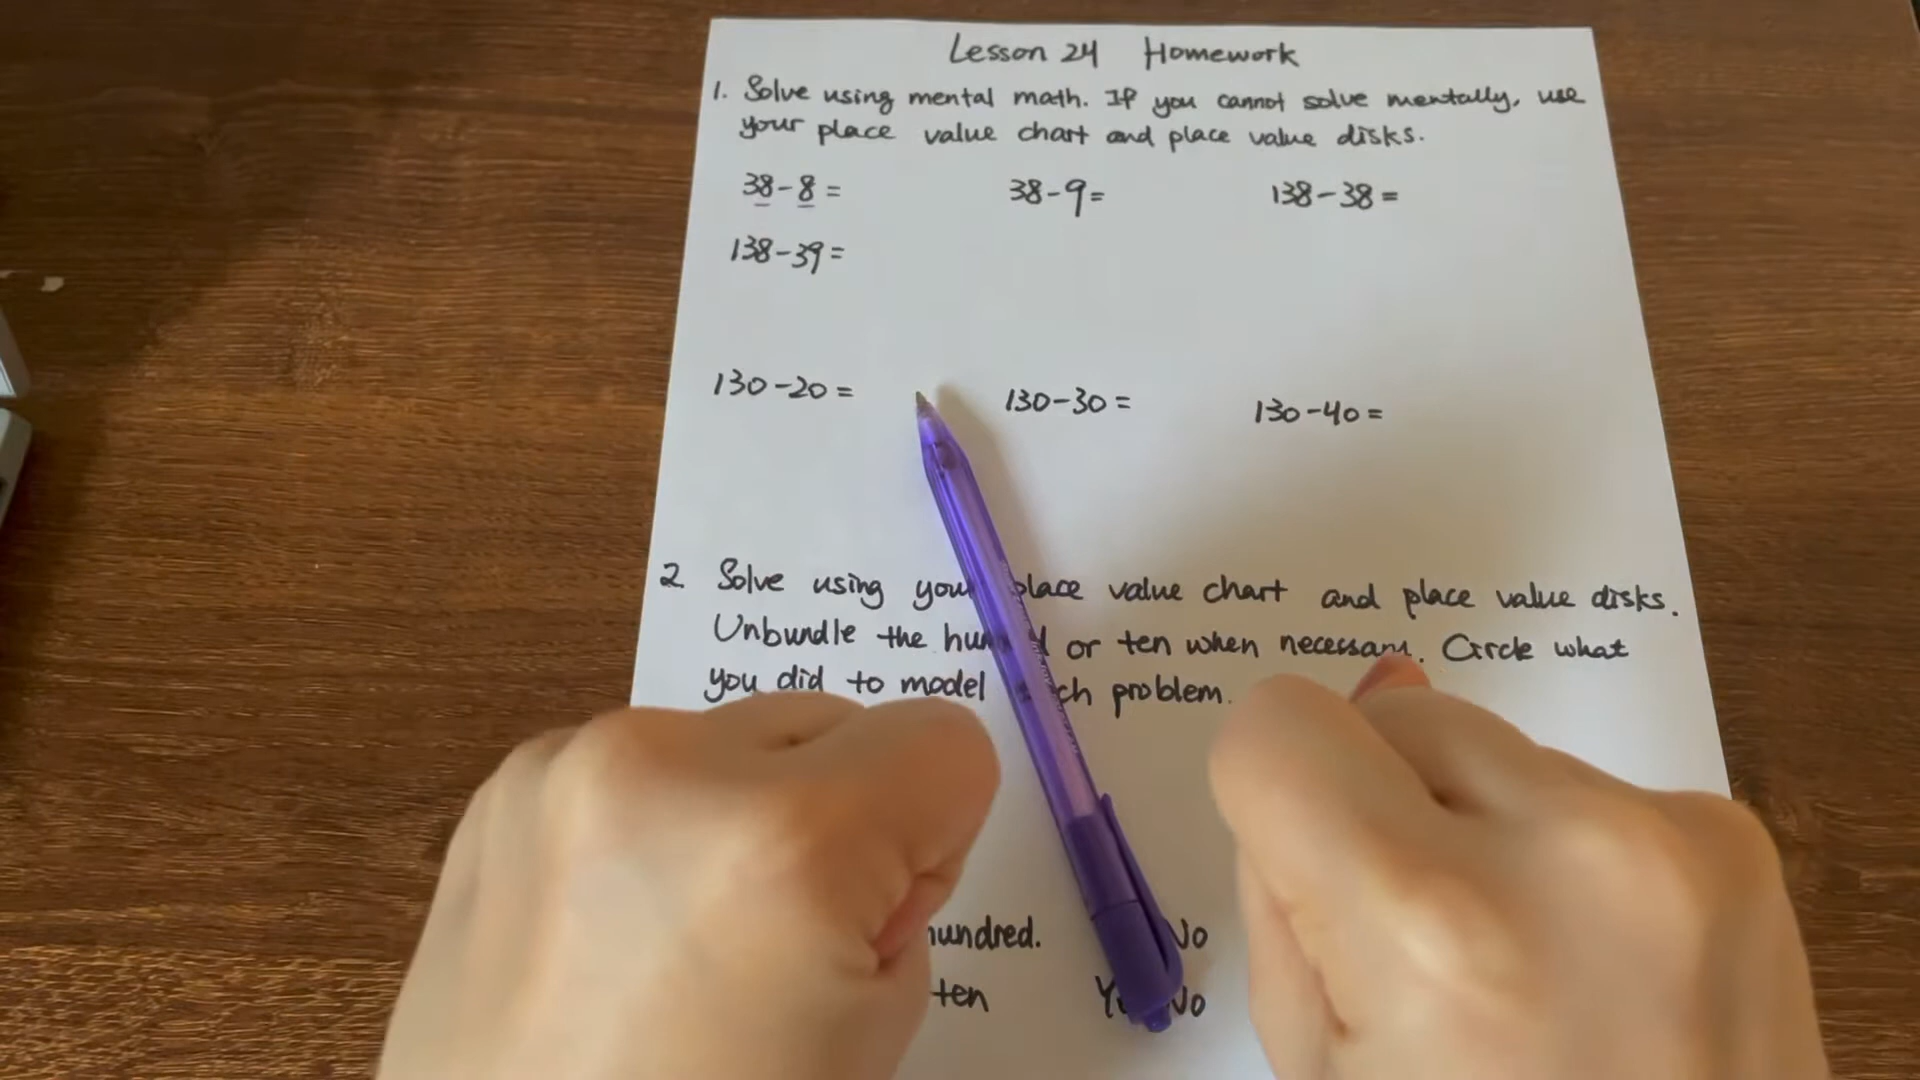 Lesson 24 Homework
1. Solve using mental math. If you cannot solve mentally, use
your place value chart and place value disks.
38-8= 38-9= 138-38=
138-39=
130-20= 130-30= 130-40=
2 Solve using place value chart and place value disks.
Unbundle the or ten when necessary. Circle what
you did to model problem.
hundred. No
ten No